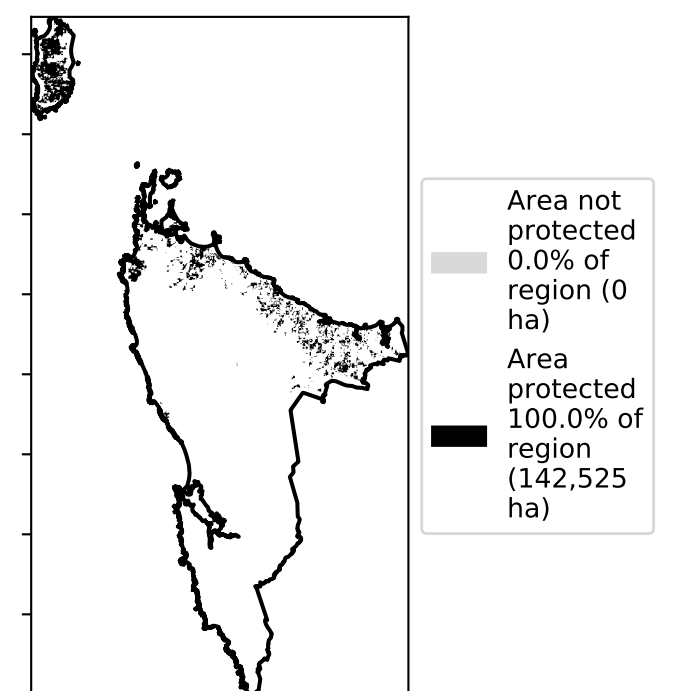 Area not
protected
0.0% of
region (0
ha)
Area
protected
100.0% of
region
(142,525
ha)